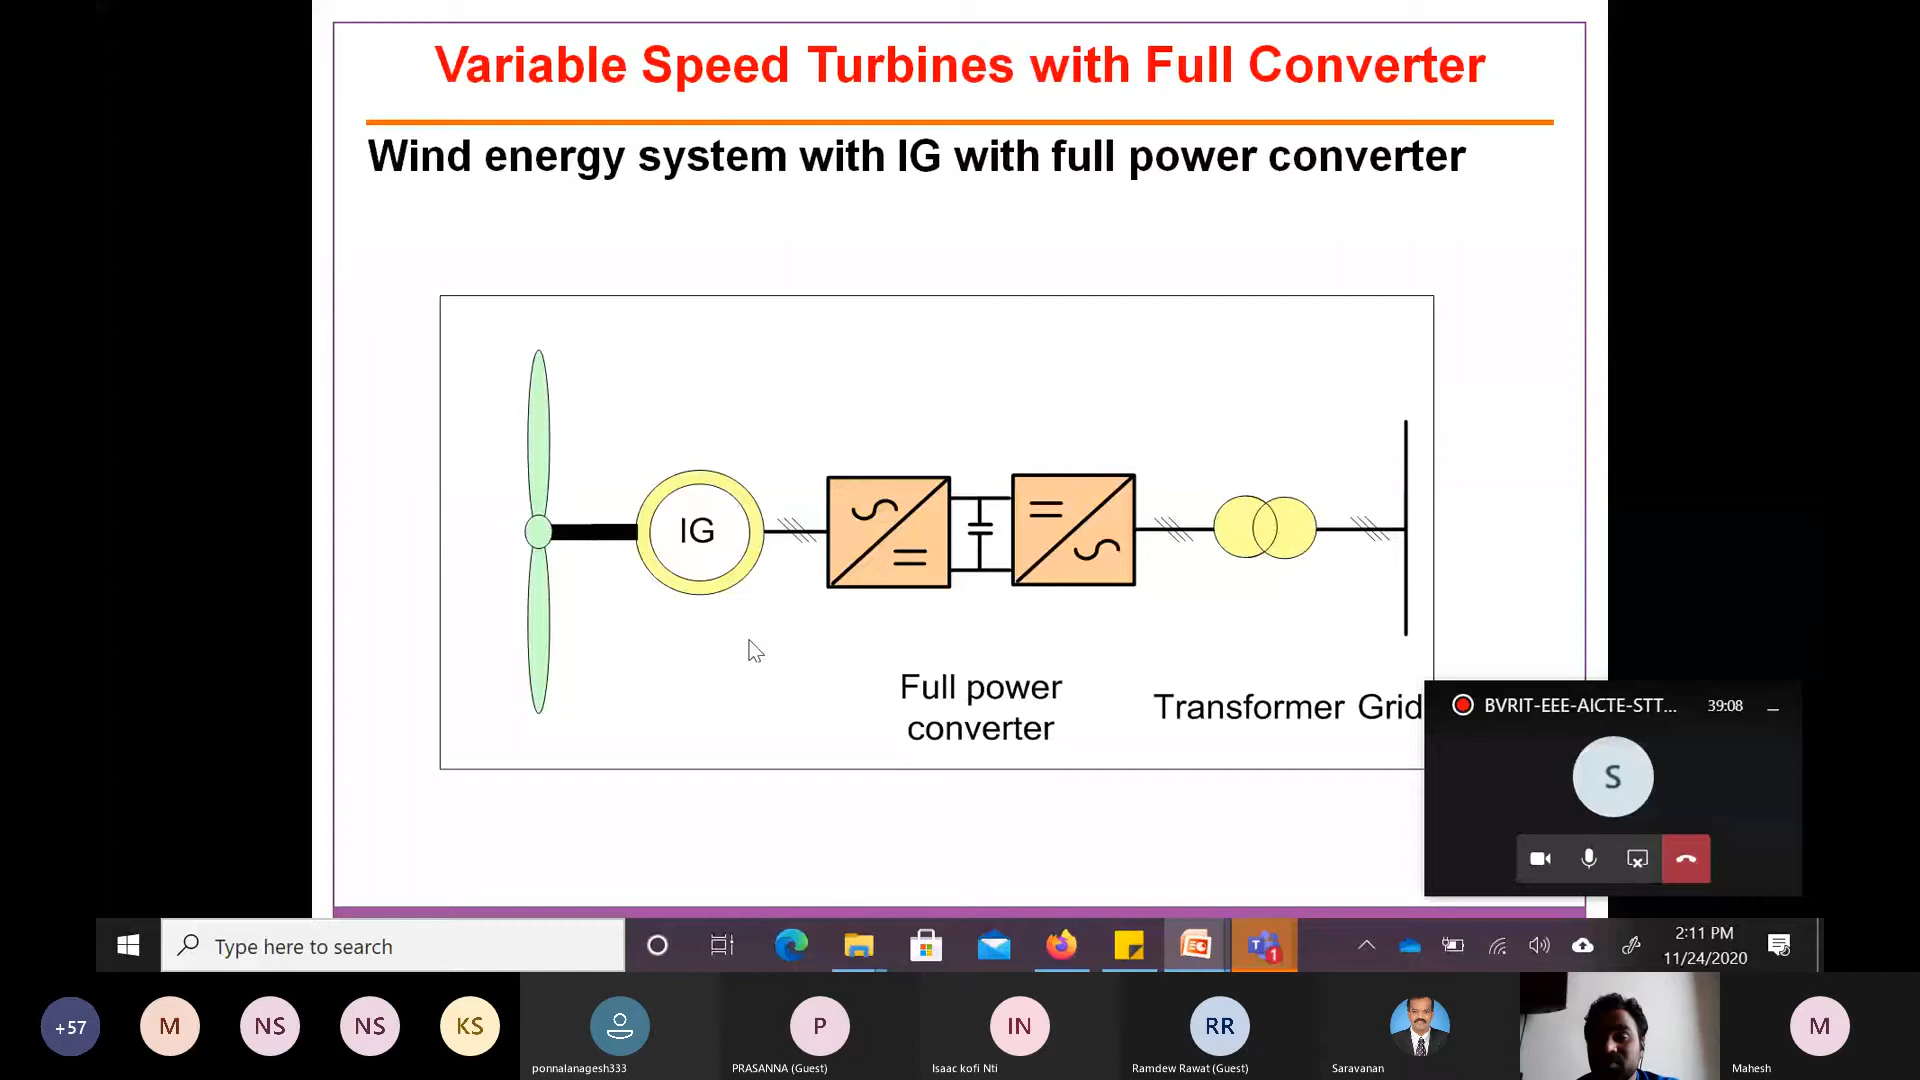 Variable Speed Turbines with Full Converter
Wind energy system with IG with full power converter
IG
Full power
converter
Transformer Grid
BVRIT-EEE-AICTE-STT...
39:08
S
Type here to search
1
2:11 PM
11/24/2020
+57
M
NS
NS
KS
P
IN
RR
M
ponnalanagesh333
PRASANNA (Guest)
Isaac kofi Nti
Ramdew Rawat (Guest)
Saravanan
Mahesh